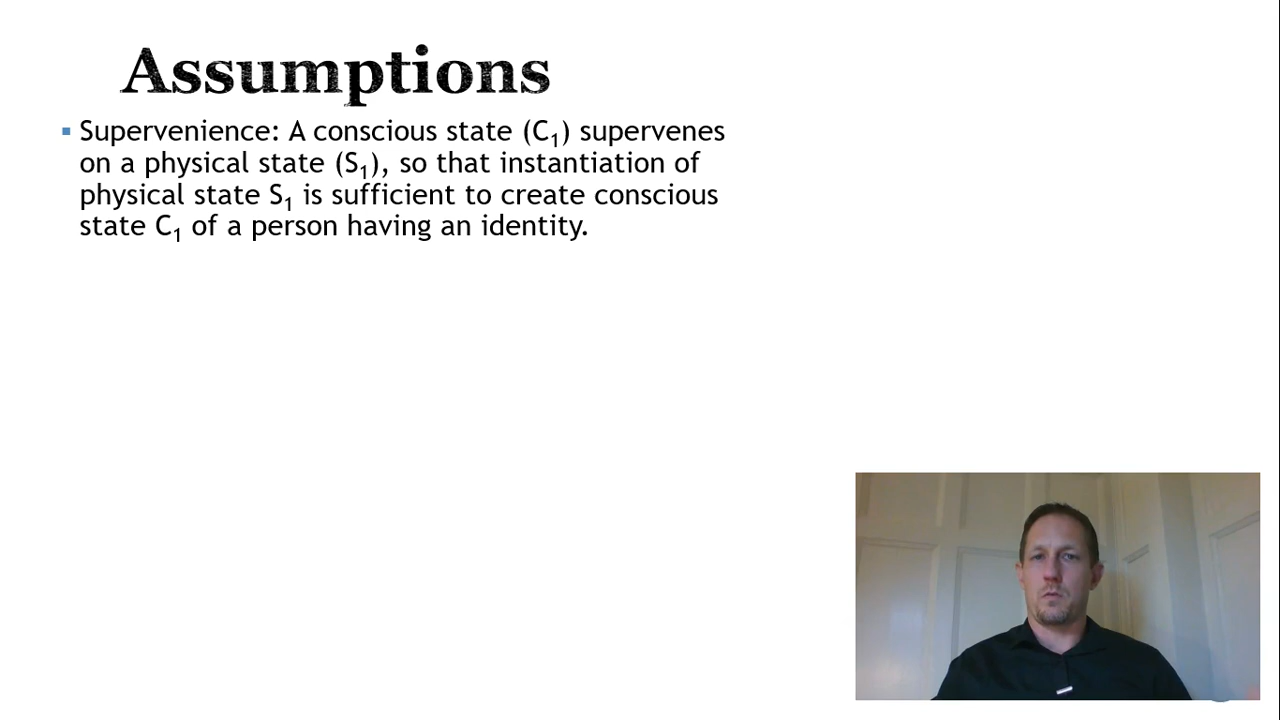 Assumptions
▪ Supervenience: A conscious state (C₁) supervenes
on a physical state (S₁), so that instantiation of
physical state S₁ is sufficient to create conscious
state C₁ of a person having an identity.